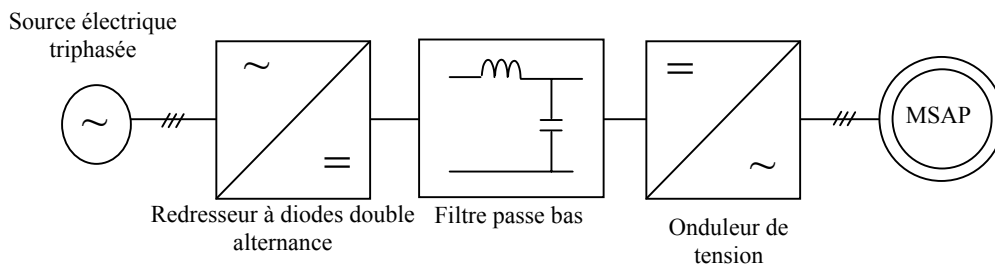 Source électrique
triphasée
~
~
=
=
~
MSAP
Redresseur à diodes double
alternance
Filtre passe bas
Onduleur de
tension